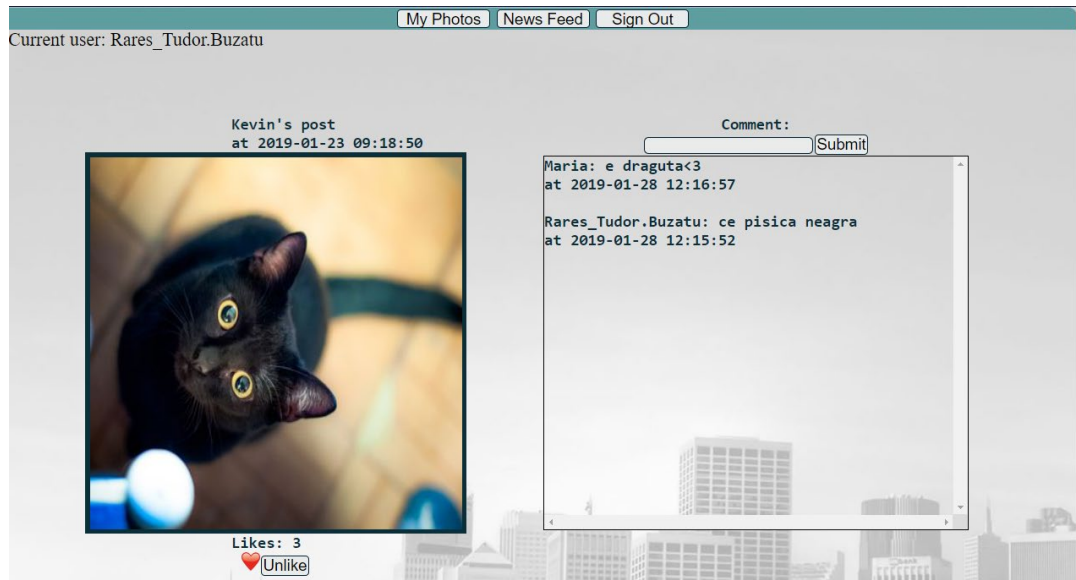 My Photos News Feed Sign Out
Current user: Rares_Tudor.Buzatu
Kevin's post
at 2019-01-23 09:18:50
Comment:
Submit
Maria: e draguta<3
at 2019-01-28 12:16:57
Rares_Tudor.Buzatu: ce pisica neagra
at 2019-01-28 12:15:52
Likes: 3
Unlike